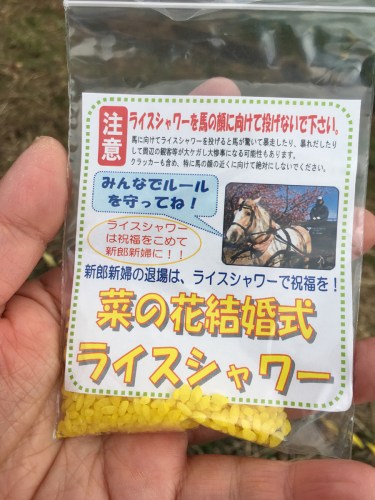 注意
ライスシャワーを馬の顔に向けて投げないで下さい。
馬に向けてライスシャワーを投げると馬が驚いて暴走したり、暴れだしたり
して周辺の観客等が大ケガし大惨事になる可能性もあります。
クラッカーも含め、特に馬の顔の近くに向けて絶対にしないでください。
みんなでルール
を守ってね！
ライスシャワー
は祝福をこめて
新郎新婦に！！
新郎新婦の退場は、ライスシャワーで祝福を！
菜の花結婚式
ライスシャワー